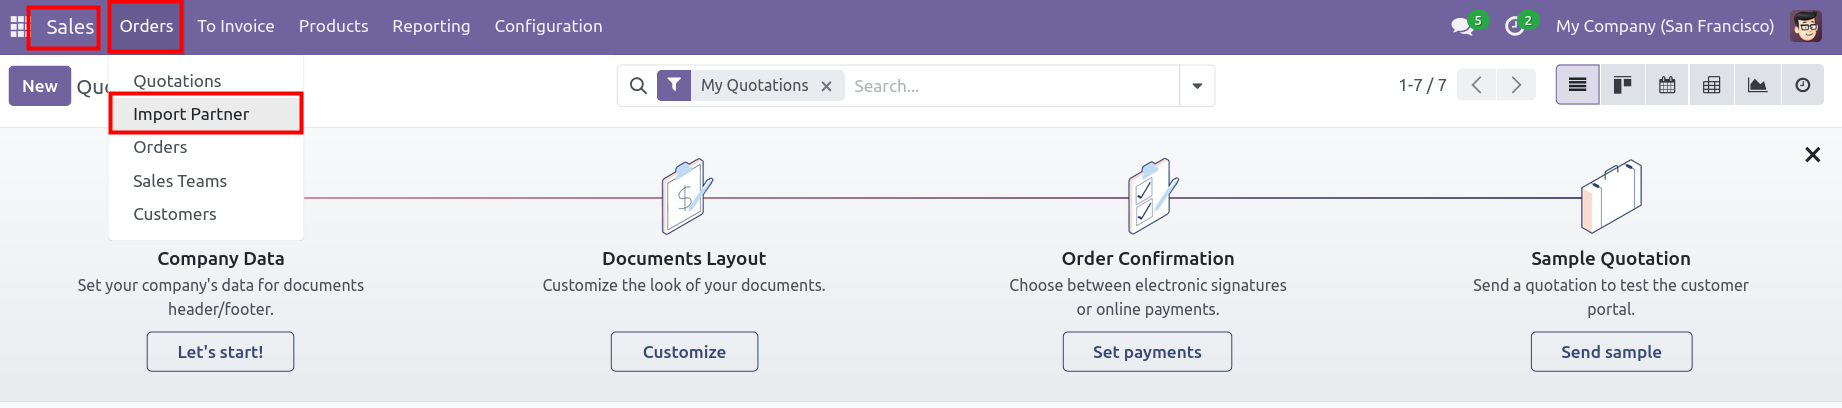 Sales Orders To Invoice Products Reporting Configuration 5 2 My Company (San Francisco)
New Quo My Quotations × Search... 1-7 / 7
Quotations
Import Partner
Orders
Sales Teams
Customers
$
Company Data
Set your company's data for documents
header/footer.
Let's start!
Documents Layout
Customize the look of your documents.
Customize
Order Confirmation
Choose between electronic signatures
or online payments.
Set payments
Sample Quotation
Send a quotation to test the customer
portal.
Send sample